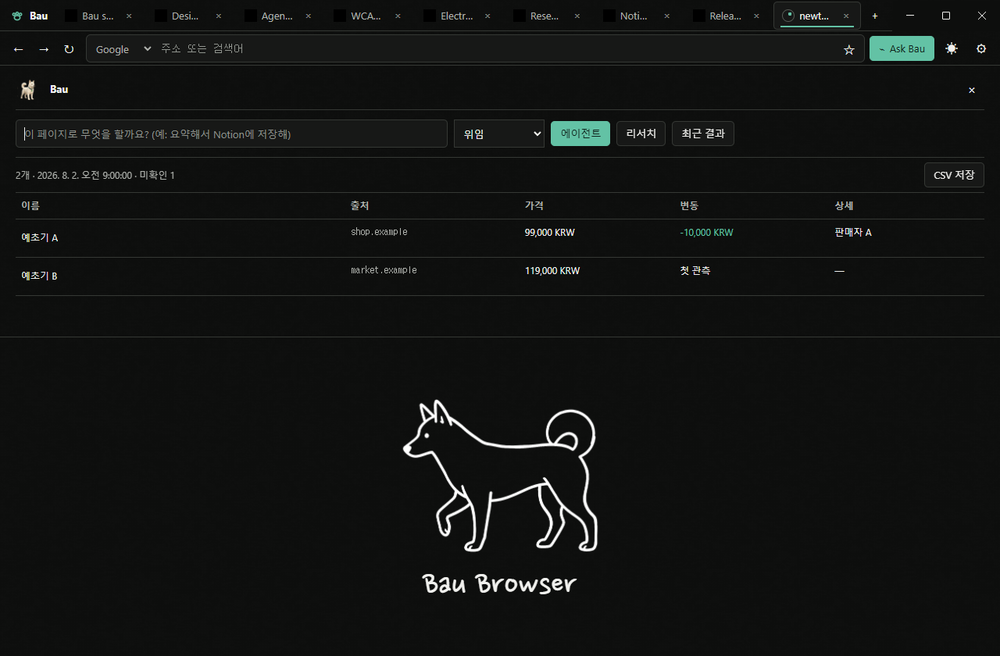 Bau
Bau s...
Desi...
Agen...
WCA...
Electr...
Rese...
Noti...
Relea...
newt...
Google
주소 또는 검색어
Ask Bau
Bau
이 페이지로 무엇을 할까요? (예: 요약해서 Notion에 저장해)
위임
에이전트
리서치
최근 결과
2개 · 2026. 8. 2. 오전 9:00:00 · 미확인 1
CSV 저장
이름 출처 가격 변동 상세
예초기 A shop.example 99,000 KRW -10,000 KRW 판매자 A
예초기 B market.example 119,000 KRW 첫 관측 —
Bau Browser